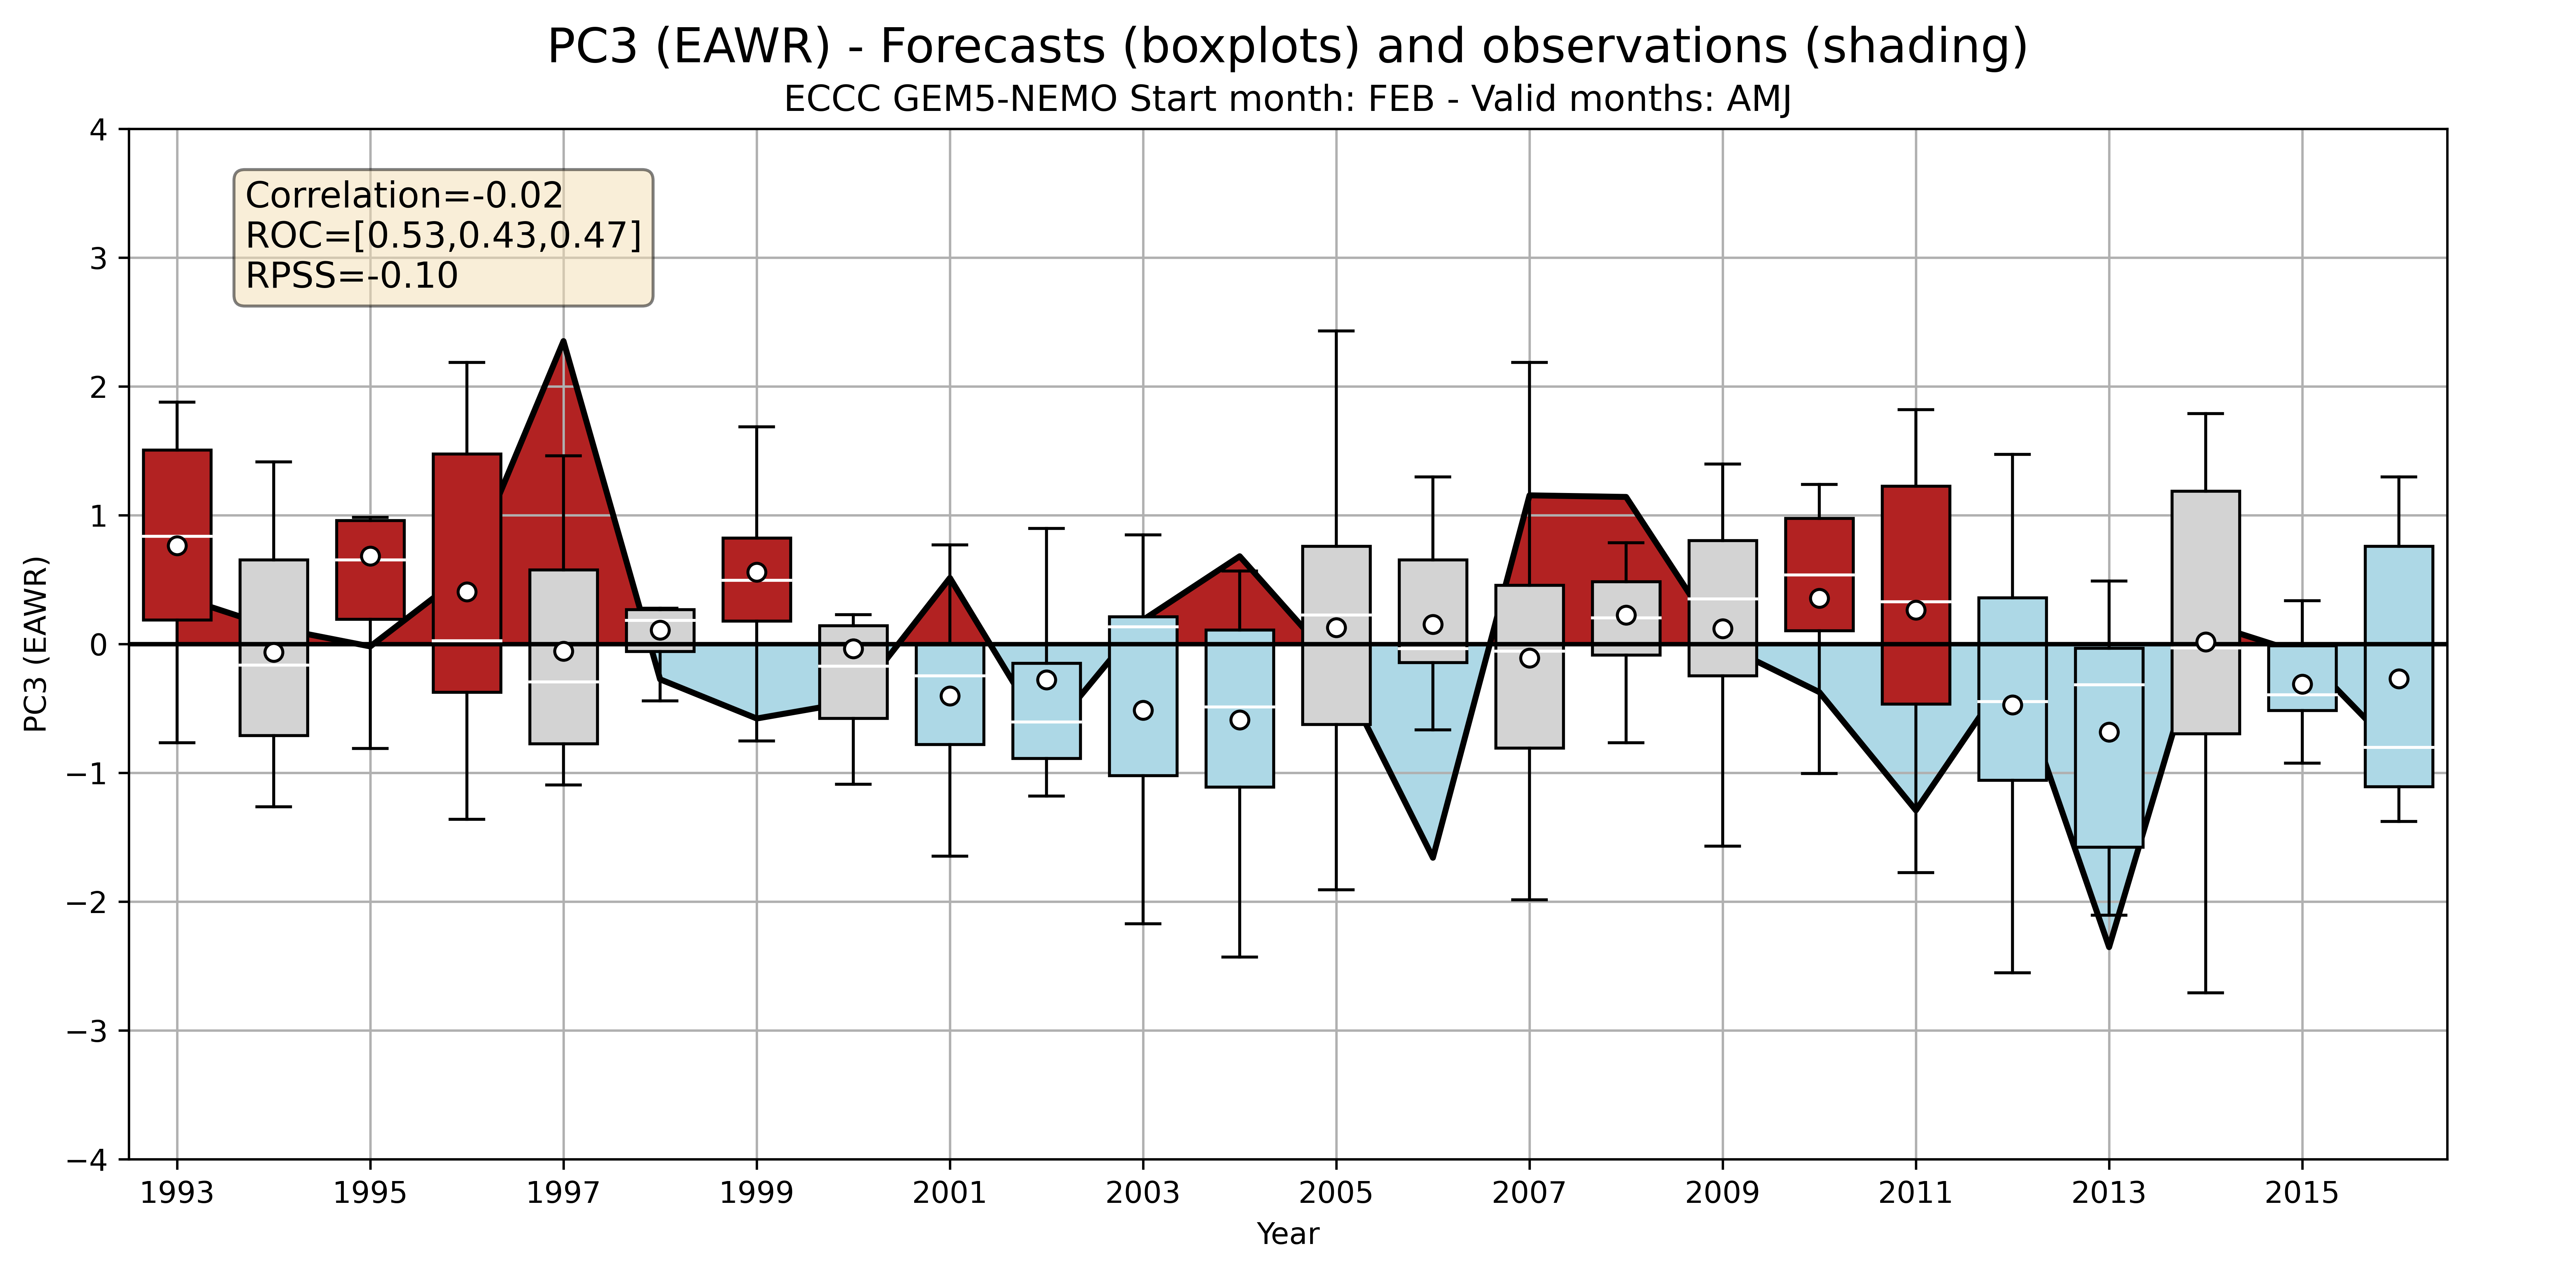 PC3 (EAWR) - Forecasts (boxplots) and observations (shading)
ECCC GEM5-NEMO Start month: FEB - Valid months: AMJ
Correlation=-0.02
ROC=[0.53,0.43,0.47]
RPSS=-0.10
PC3 (EAWR)
4
3
2
1
0
−1
−2
−3
−4
1993 1995 1997 1999 2001 2003 2005 2007 2009 2011 2013 2015
Year